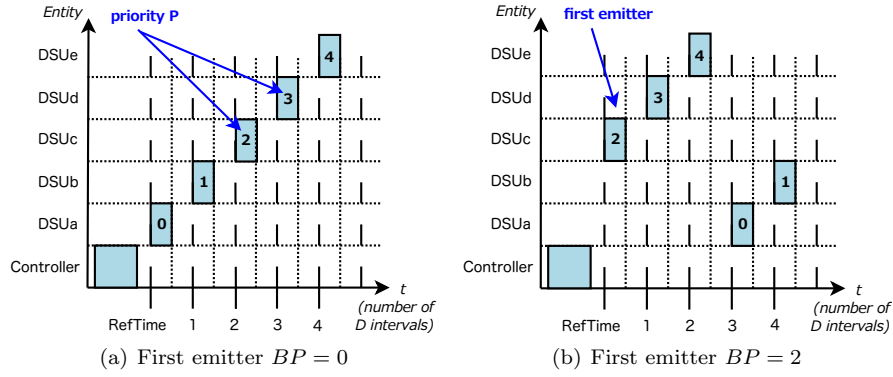 Entity
priority P
DSUe
4
DSUd
3
DSUc
2
DSUb
1
DSUa
0
Controller
t
(number of
D intervals)
RefTime 1 2 3 4
(a) First emitter BP = 0
Entity
first emitter
DSUe
4
DSUd
3
DSUc
2
DSUb
1
DSUa
0
Controller
t
(number of
D intervals)
RefTime 1 2 3 4
(b) First emitter BP = 2